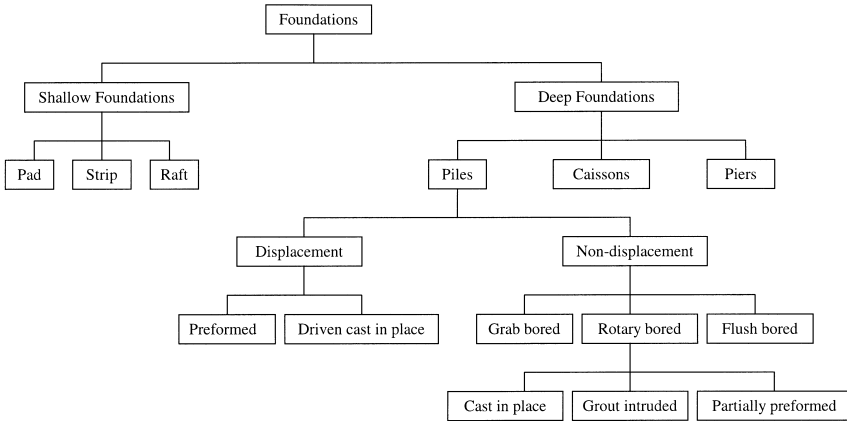 Foundations
Shallow Foundations
Deep Foundations
Pad
Strip
Raft
Piles
Caissons
Piers
Displacement
Non-displacement
Preformed
Driven cast in place
Grab bored
Rotary bored
Flush bored
Cast in place
Grout intruded
Partially preformed